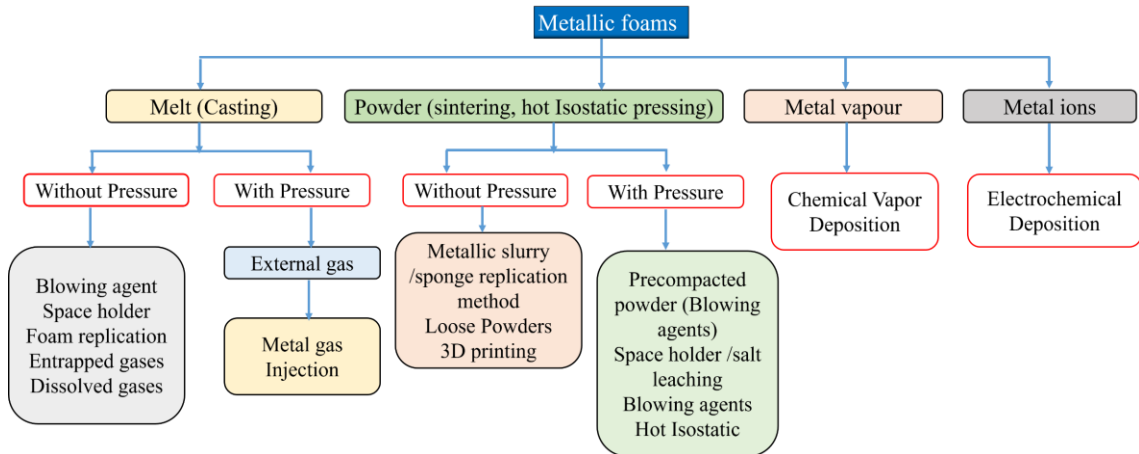 Metallic foams
Melt (Casting)
Powder (sintering, hot Isostatic pressing)
Metal vapour
Metal ions
Without Pressure
With Pressure
Without Pressure
With Pressure
Chemical Vapor
Deposition
Electrochemical
Deposition
Blowing agent
Space holder
Foam replication
Entrapped gases
Dissolved gases
External gas
Metal gas
Injection
Metallic slurry
/sponge replication
method
Loose Powders
3D printing
Precompacted
powder (Blowing
agents)
Space holder /salt
leaching
Blowing agents
Hot Isostatic